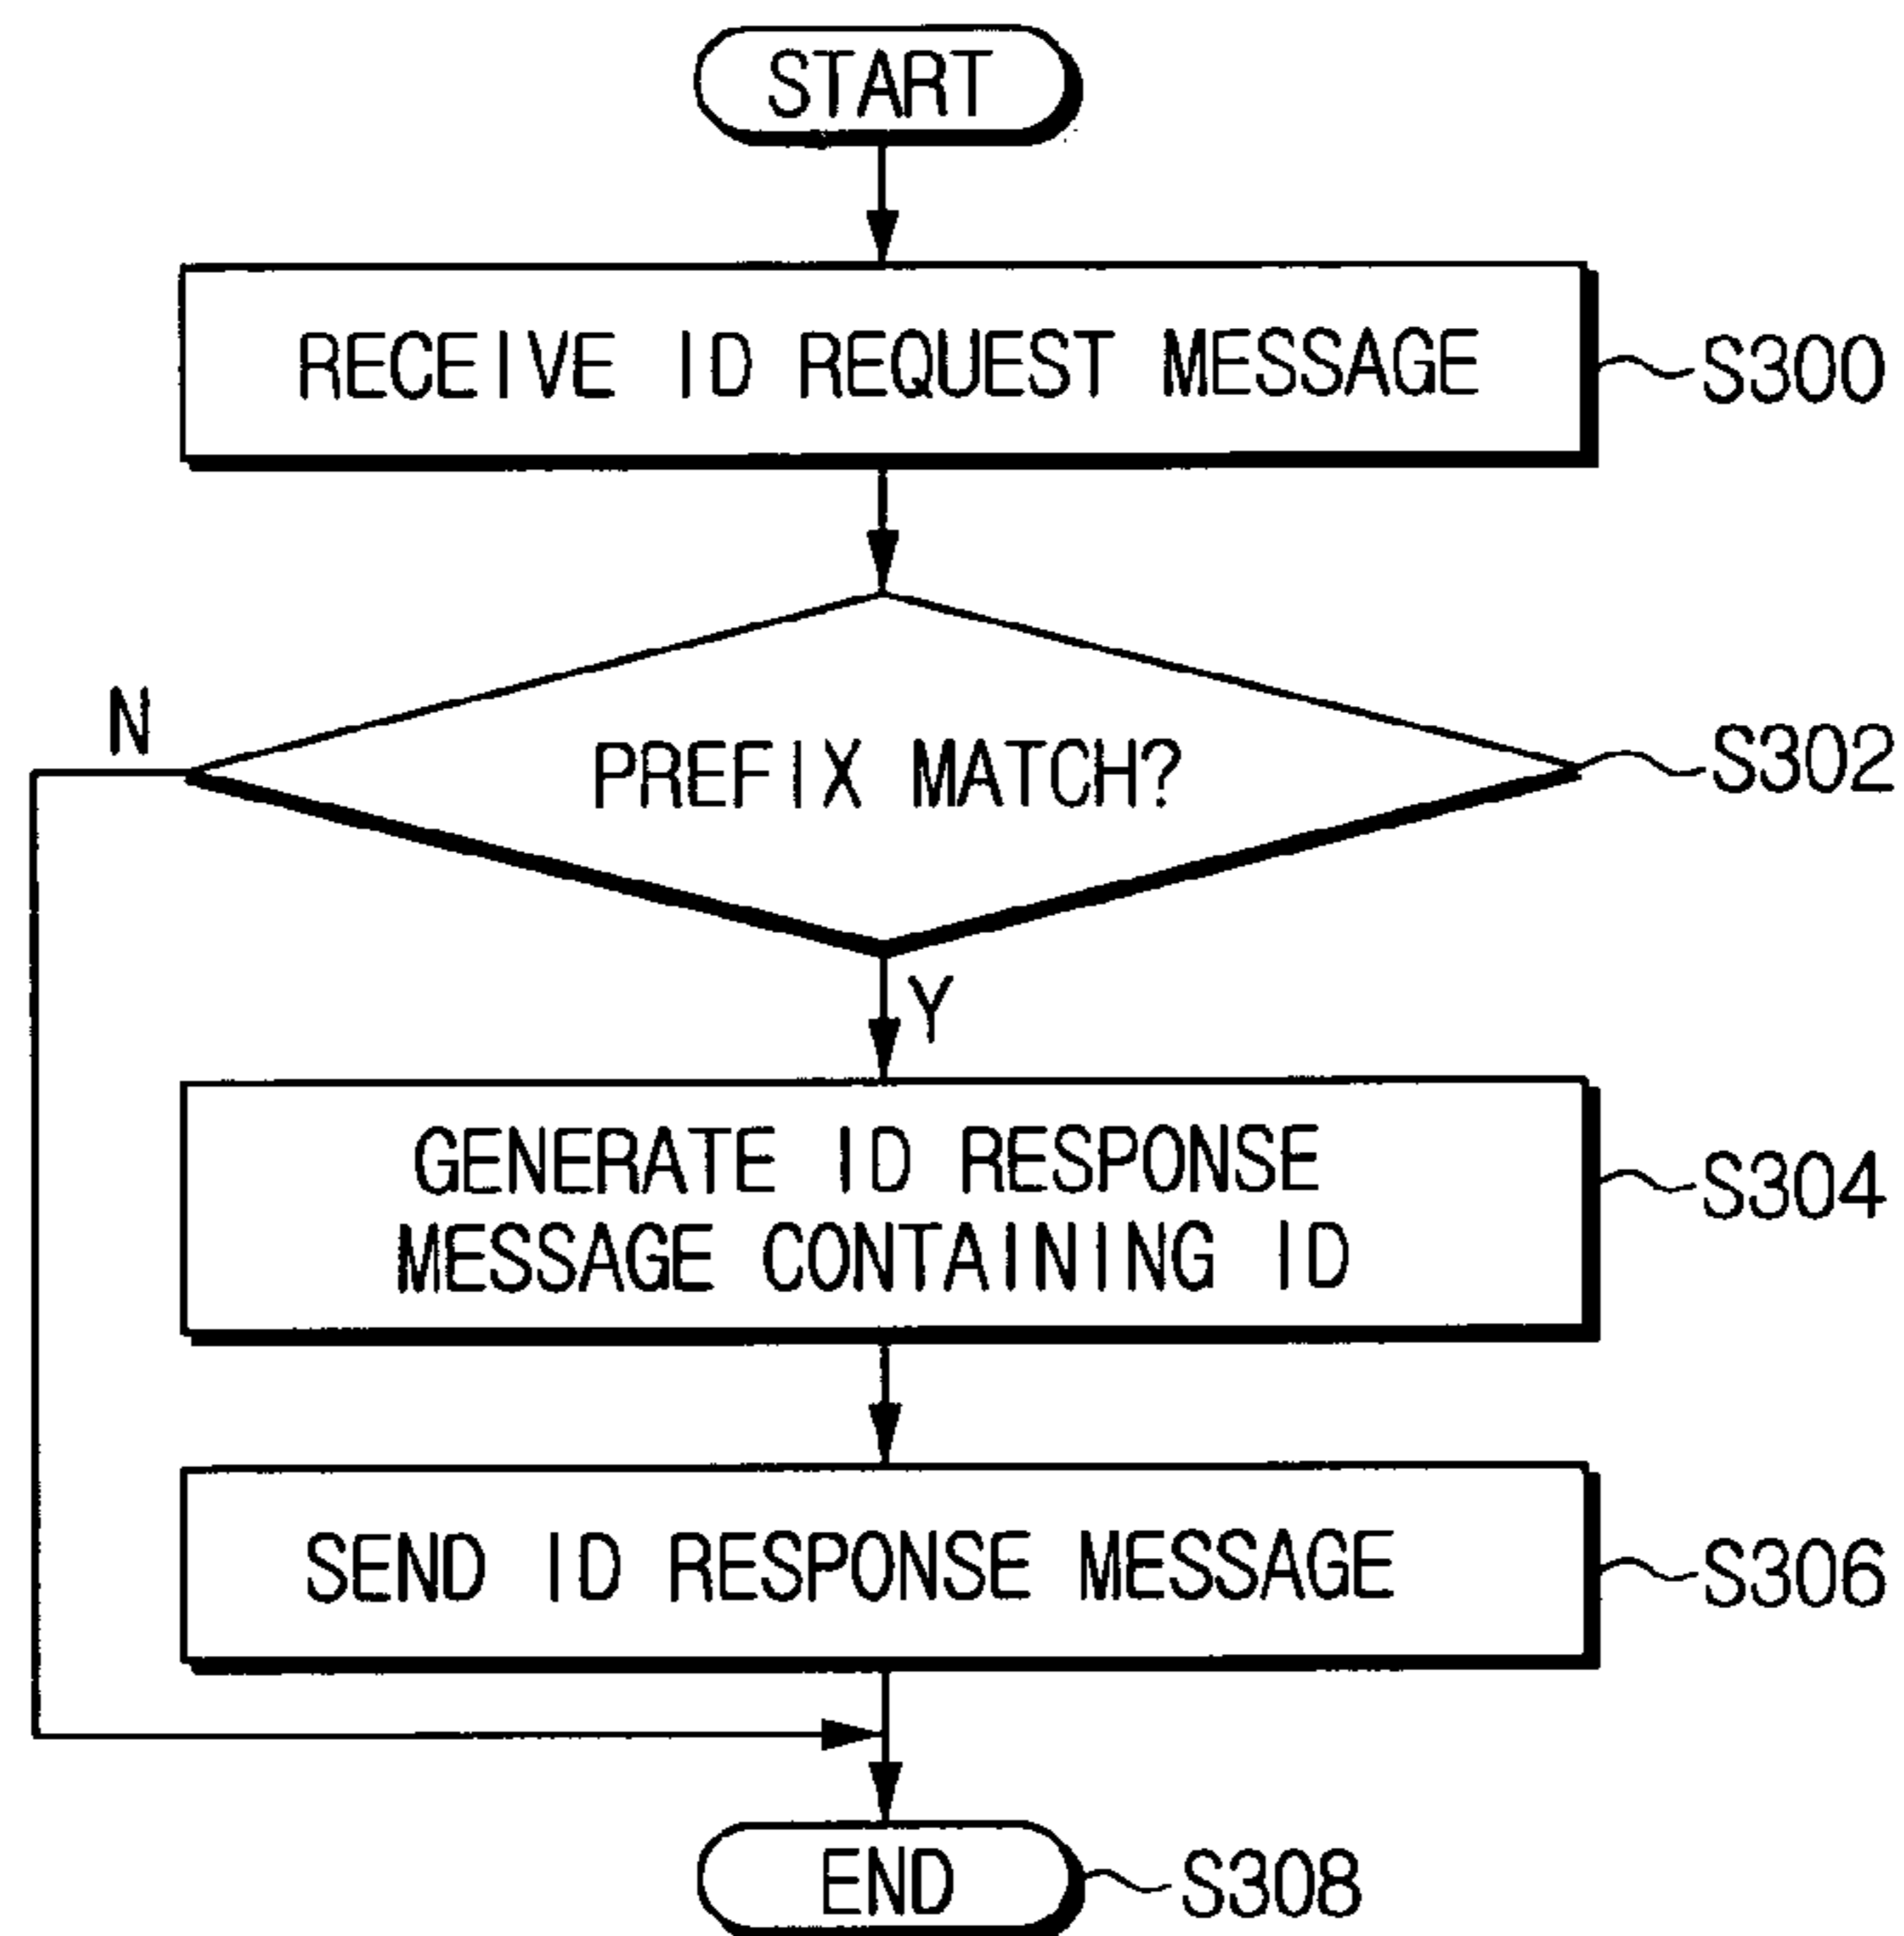 START
RECEIVE ID REQUEST MESSAGE
S300
N
PREFIX MATCH?
S302
Y
GENERATE ID RESPONSE
MESSAGE CONTAINING ID
S304
SEND ID RESPONSE MESSAGE
S306
END
S308